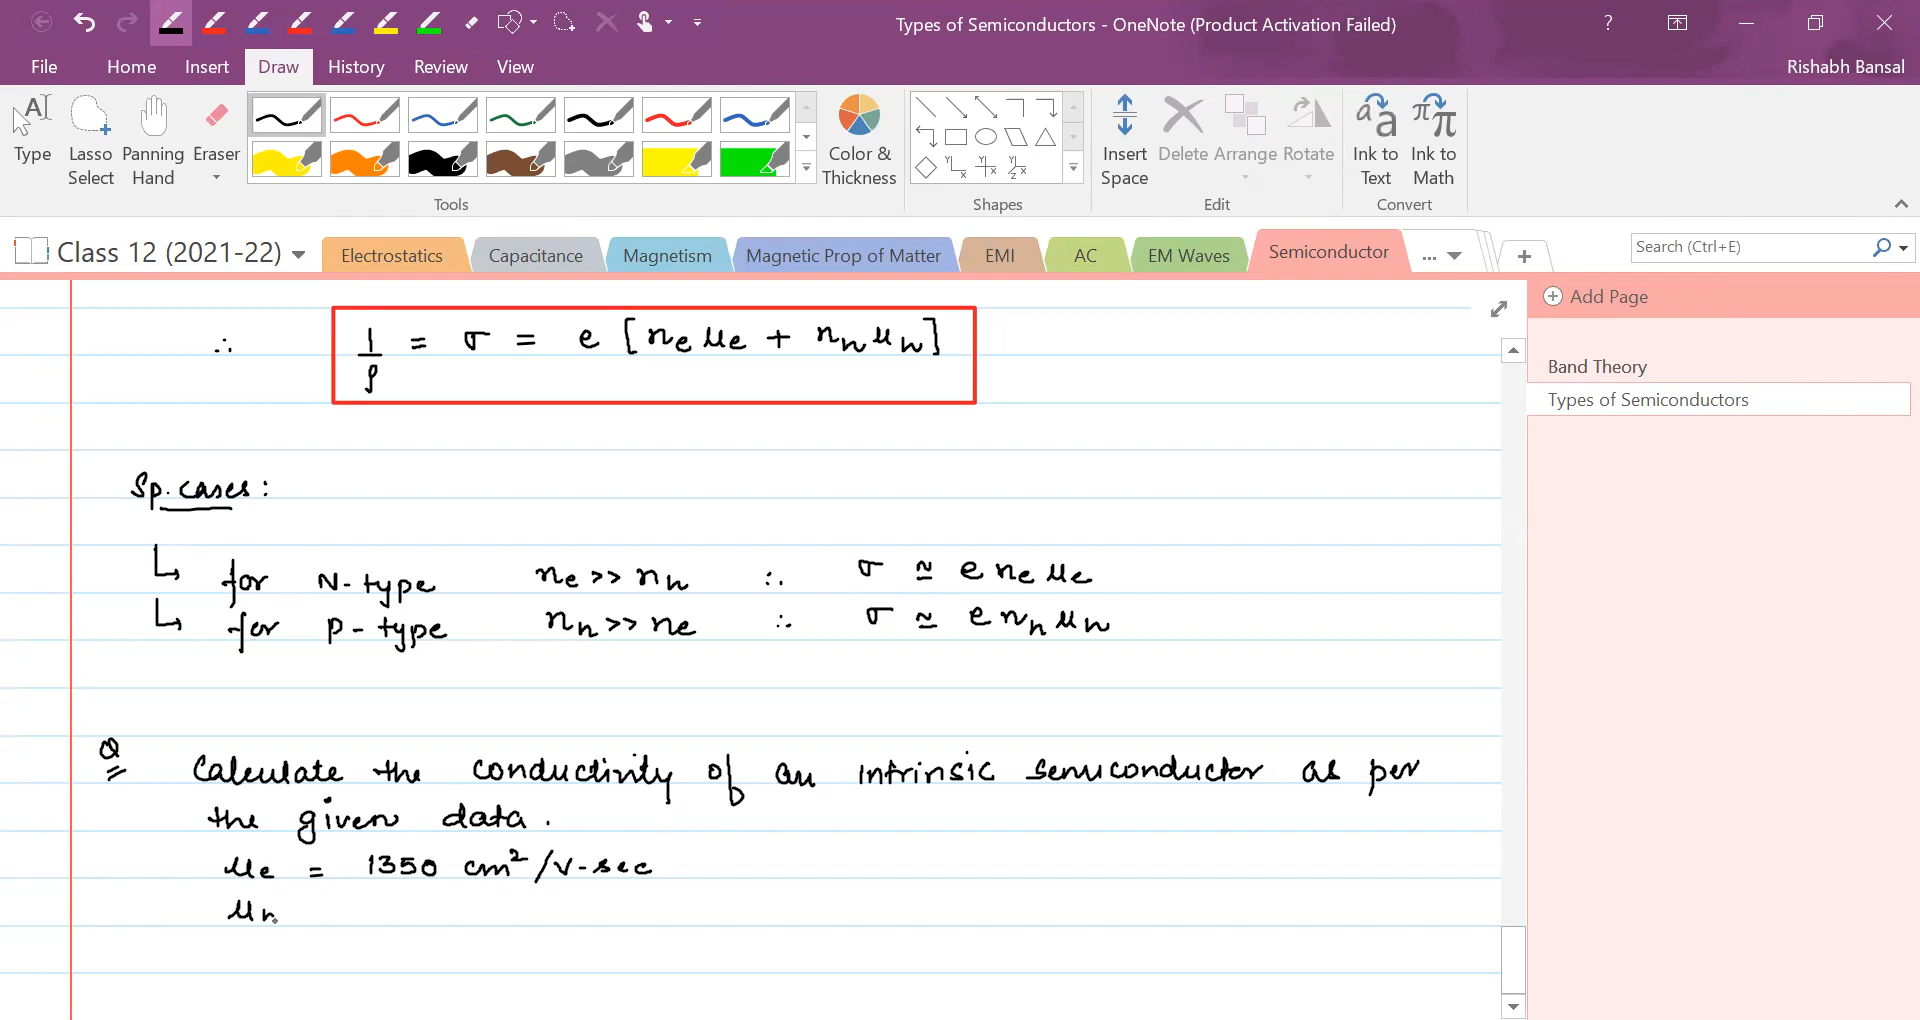 Types of Semiconductors - OneNote (Product Activation Failed)
?
File Home Insert Draw History Review View
Rishabh Bansal
Type
Lasso Select
Panning Hand
Eraser
Color & Thickness
Insert Space
Delete
Arrange
Rotate
Ink to Text
Ink to Math
Tools
Shapes
Edit
Convert
Class 12 (2021-22)
Electrostatics Capacitance Magnetism Magnetic Prop of Matter EMI AC EM Waves Semiconductor ...
Search (Ctrl+E)
Add Page
Band Theory
Types of Semiconductors
∴ 1/ρ = σ = e [neμe + nhμh]
Sp. cases:
↳ for N-type ne >> nh ∴ σ ≃ e ne μe
↳ for P-type nh >> ne ∴ σ ≃ e nh μh
Q Calculate the conductivity of an intrinsic semiconductor as per
the given data.
μe = 1350 cm²/V-sec
μh